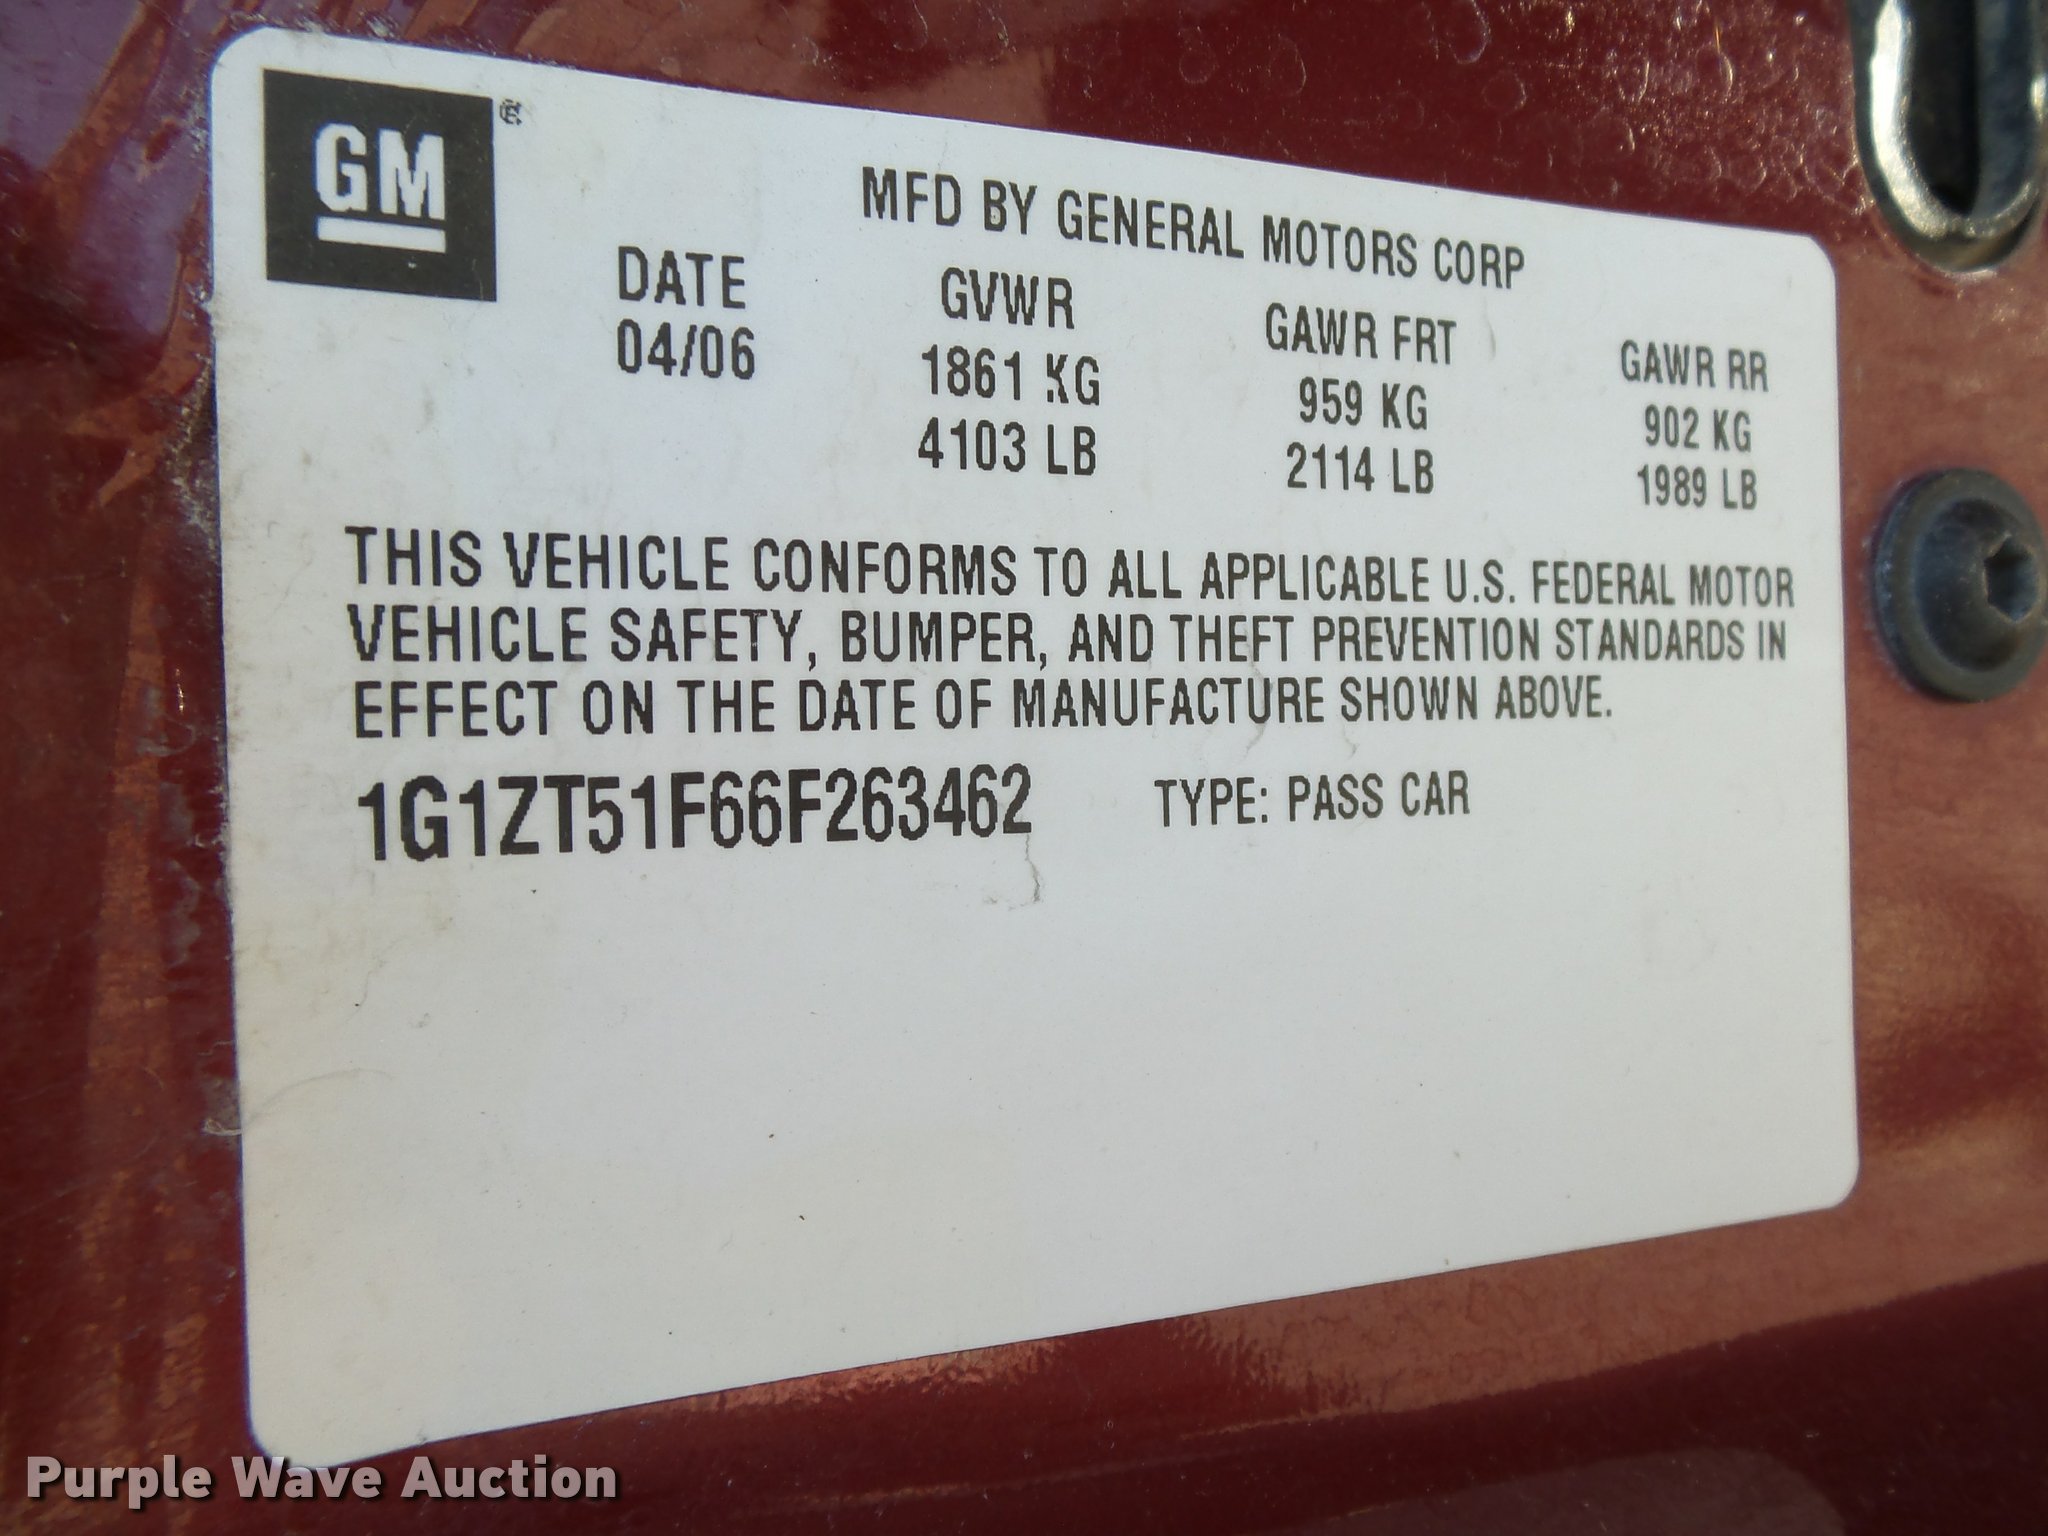 GM
MFD BY GENERAL MOTORS CORP
DATE GVWR GAWR FRT GAWR RR
04/06 1861 KG 959 KG 902 KG
4103 LB 2114 LB 1989 LB
THIS VEHICLE CONFORMS TO ALL APPLICABLE U.S. FEDERAL MOTOR
VEHICLE SAFETY, BUMPER, AND THEFT PREVENTION STANDARDS IN
EFFECT ON THE DATE OF MANUFACTURE SHOWN ABOVE.
1G1ZT51F66F263462 TYPE: PASS CAR
Purple Wave Auction